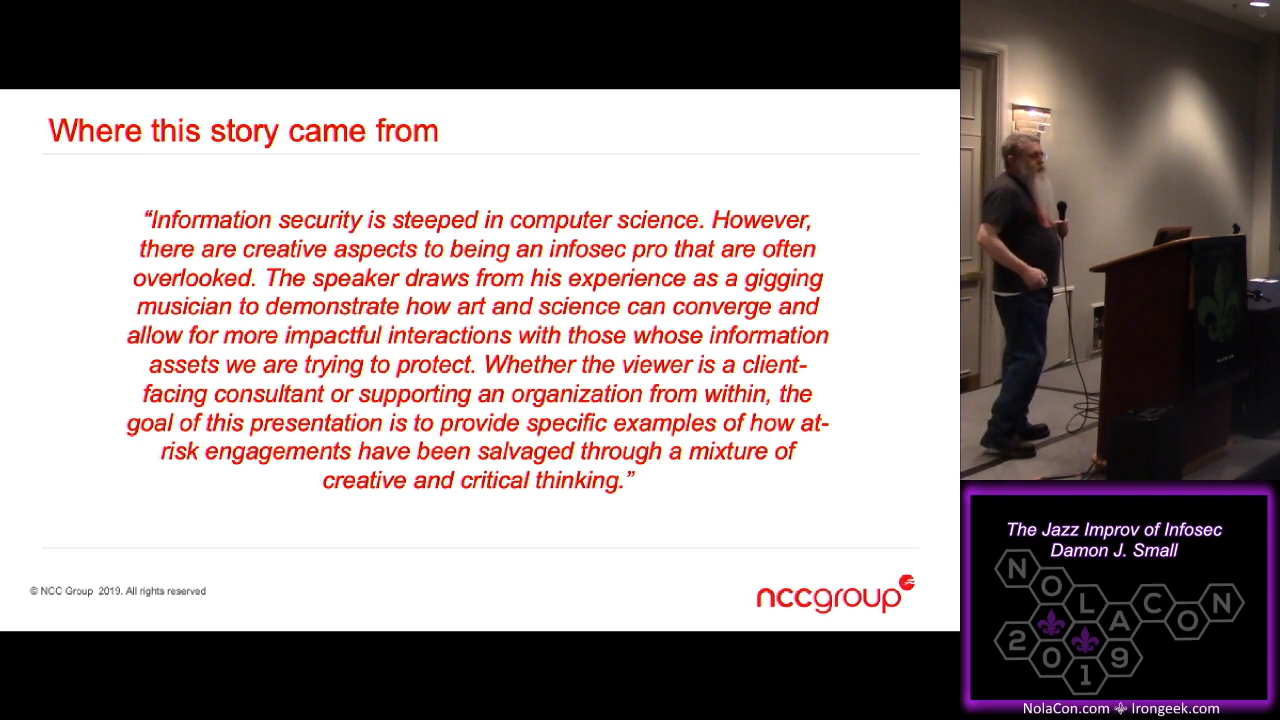 Where this story came from
“Information security is steeped in computer science. However,
there are creative aspects to being an infosec pro that are often
overlooked. The speaker draws from his experience as a gigging
musician to demonstrate how art and science can converge and
allow for more impactful interactions with those whose information
assets we are trying to protect. Whether the viewer is a client-
facing consultant or supporting an organization from within, the
goal of this presentation is to provide specific examples of how at-
risk engagements have been salvaged through a mixture of
creative and critical thinking.”
© NCC Group 2019. All rights reserved
nccgroup
The Jazz Improv of Infosec
Damon J. Small
NOLACON
2019
NolaCon.com Irongeek.com